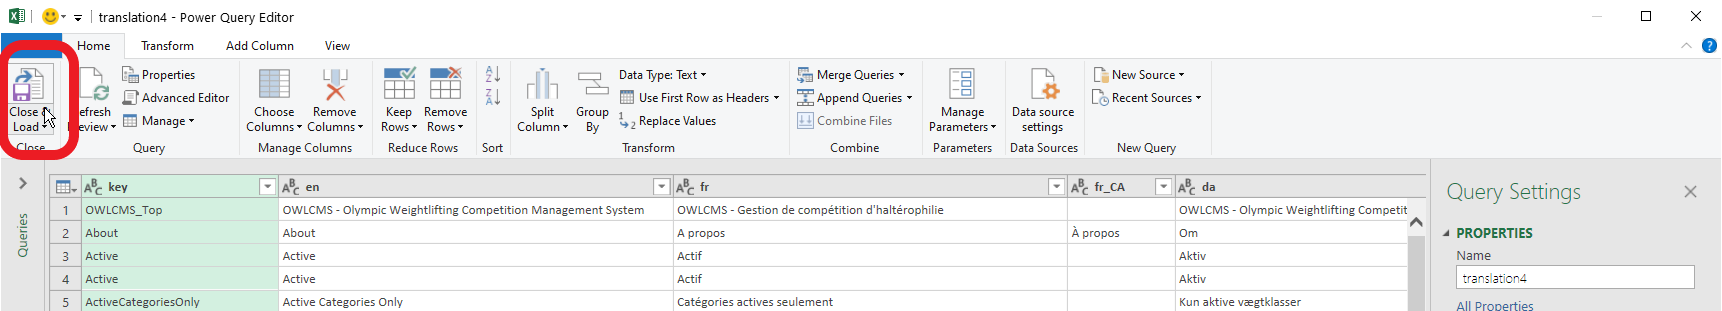 translation4 - Power Query Editor
Home Transform Add Column View
Close &
Load
Close
Refresh
Preview
Properties
Advanced Editor
Manage
Query
Choose
Columns
Remove
Columns
Manage Columns
Keep
Rows
Remove
Rows
Reduce Rows
Sort
Split
Column
Group
By
Data Type: Text
Use First Row as Headers
Replace Values
Transform
Merge Queries
Append Queries
Combine Files
Combine
Manage
Parameters
Parameters
Data source
settings
Data Sources
New Source
Recent Sources
New Query
Queries
key en fr fr_CA da
1 OWLCMS_Top OWLCMS - Olympic Weightlifting Competition Management System OWLCMS - Gestion de compétition d'haltérophilie OWLCMS - Olympic Weightlifting Competit
2 About About A propos À propos Om
3 Active Active Actif Aktiv
4 Active Active Actif Aktiv
5 ActiveCategoriesOnly Active Categories Only Catégories actives seulement Kun aktive vægtklasser
Query Settings
PROPERTIES
Name
translation4
All Properties